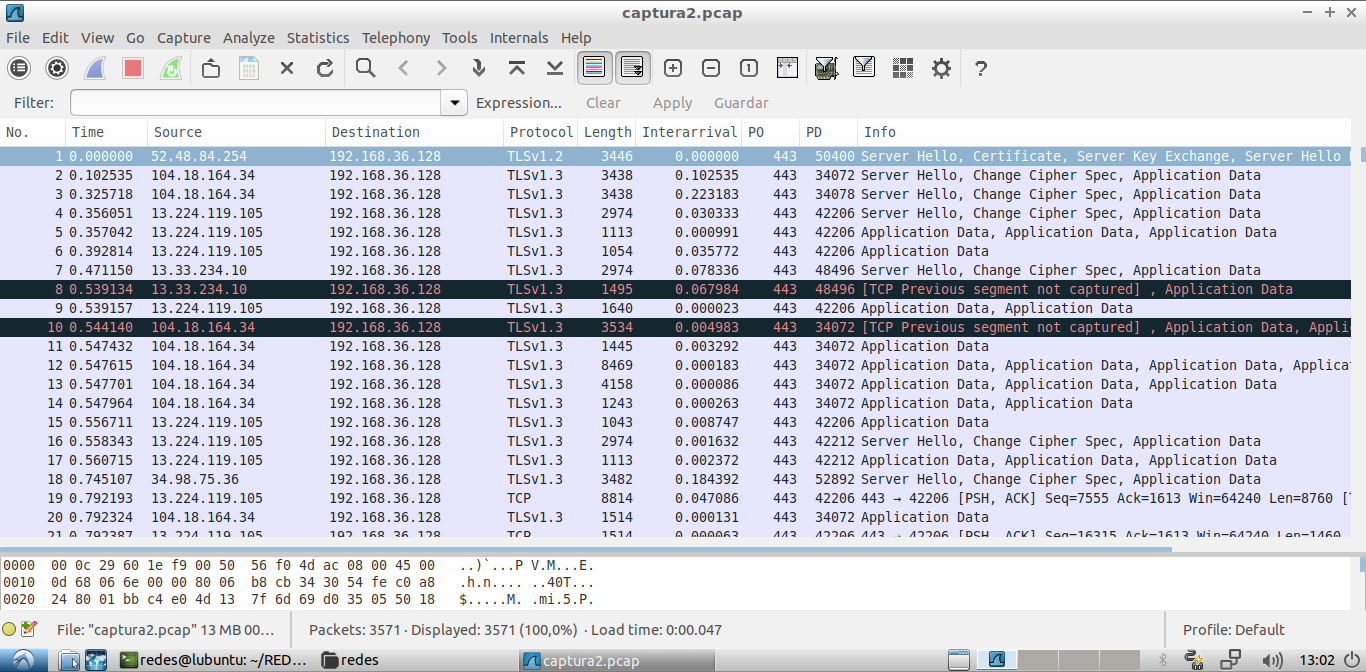 captura2.pcap
File Edit View Go Capture Analyze Statistics Telephony Tools Internals Help
Filter: Expression... Clear Apply Guardar
No. Time Source Destination Protocol Length Interarrival PO PD Info
1 0.000000 52.48.84.254 192.168.36.128 TLSv1.2 3446 0.000000 443 50400 Server Hello, Certificate, Server Key Exchange, Server Hello
2 0.102535 104.18.164.34 192.168.36.128 TLSv1.3 3438 0.102535 443 34072 Server Hello, Change Cipher Spec, Application Data
3 0.325718 104.18.164.34 192.168.36.128 TLSv1.3 3438 0.223183 443 34078 Server Hello, Change Cipher Spec, Application Data
4 0.356051 13.224.119.105 192.168.36.128 TLSv1.3 2974 0.030333 443 42206 Server Hello, Change Cipher Spec, Application Data
5 0.357042 13.224.119.105 192.168.36.128 TLSv1.3 1113 0.000991 443 42206 Application Data, Application Data, Application Data
6 0.392814 13.224.119.105 192.168.36.128 TLSv1.3 1054 0.035772 443 42206 Application Data
7 0.471150 13.33.234.10 192.168.36.128 TLSv1.3 2974 0.078336 443 48496 Server Hello, Change Cipher Spec, Application Data
8 0.539134 13.33.234.10 192.168.36.128 TLSv1.3 1495 0.067984 443 48496 [TCP Previous segment not captured] , Application Data
9 0.539157 13.224.119.105 192.168.36.128 TLSv1.3 1640 0.000023 443 42206 Application Data, Application Data
10 0.544140 104.18.164.34 192.168.36.128 TLSv1.3 3534 0.004983 443 34072 [TCP Previous segment not captured] , Application Data, Appli
11 0.547432 104.18.164.34 192.168.36.128 TLSv1.3 1445 0.003292 443 34072 Application Data
12 0.547615 104.18.164.34 192.168.36.128 TLSv1.3 8469 0.000183 443 34072 Application Data, Application Data, Application Data, Applica
13 0.547701 104.18.164.34 192.168.36.128 TLSv1.3 4158 0.000086 443 34072 Application Data, Application Data, Application Data
14 0.547964 104.18.164.34 192.168.36.128 TLSv1.3 1243 0.000263 443 34072 Application Data, Application Data
15 0.556711 13.224.119.105 192.168.36.128 TLSv1.3 1043 0.008747 443 42206 Application Data
16 0.558343 13.224.119.105 192.168.36.128 TLSv1.3 2974 0.001632 443 42212 Server Hello, Change Cipher Spec, Application Data
17 0.560715 13.224.119.105 192.168.36.128 TLSv1.3 1113 0.002372 443 42212 Application Data, Application Data, Application Data
18 0.745107 34.98.75.36 192.168.36.128 TLSv1.3 3482 0.184392 443 52892 Server Hello, Change Cipher Spec, Application Data
19 0.792193 13.224.119.105 192.168.36.128 TCP 8814 0.047086 443 42206 443 → 42206 [PSH, ACK] Seq=7555 Ack=1613 Win=64240 Len=8760 [
20 0.792324 104.18.164.34 192.168.36.128 TLSv1.3 1514 0.000131 443 34072 Application Data
21 0.792387 13.224.119.105 192.168.36.128 TCP 1514 0.000063 443 42206 443 → 42206 [PSH, ACK] Seq=16315 Ack=1613 Win=64240 Len=1460
0000 00 0c 29 60 1e f9 00 50 56 f0 4d ac 08 00 45 00 ..)`...P V.M...E.
0010 0d 68 06 6e 00 00 80 06 b8 cb 34 30 54 fe c0 a8 .h.n.... ..40T...
0020 24 80 01 bb c4 e0 4d 13 7f 6d 69 d0 35 05 50 18 $.....M. .mi.5.P.
File: "captura2.pcap" 13 MB 00... Packets: 3571 · Displayed: 3571 (100,0%) · Load time: 0:00.047 Profile: Default
redes@lubuntu: ~/RED... redes captura2.pcap 13:02